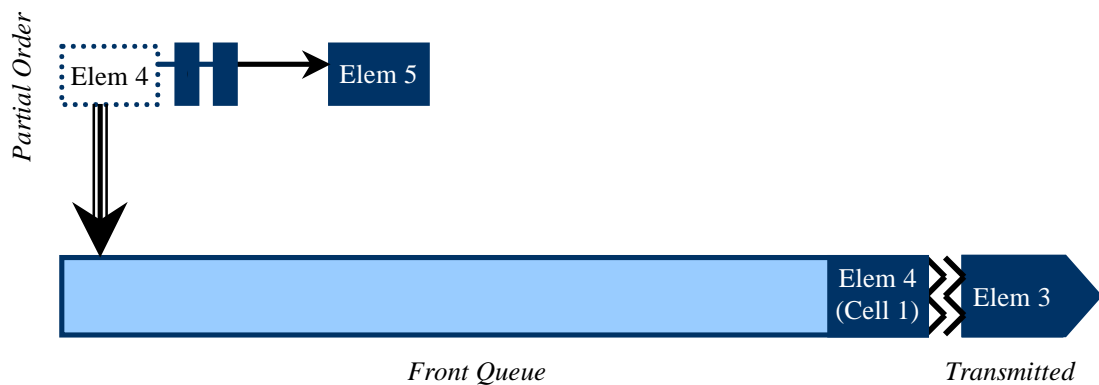 Partial Order
Elem 4
Elem 5
Elem 4
(Cell 1)
Elem 3
Front Queue
Transmitted